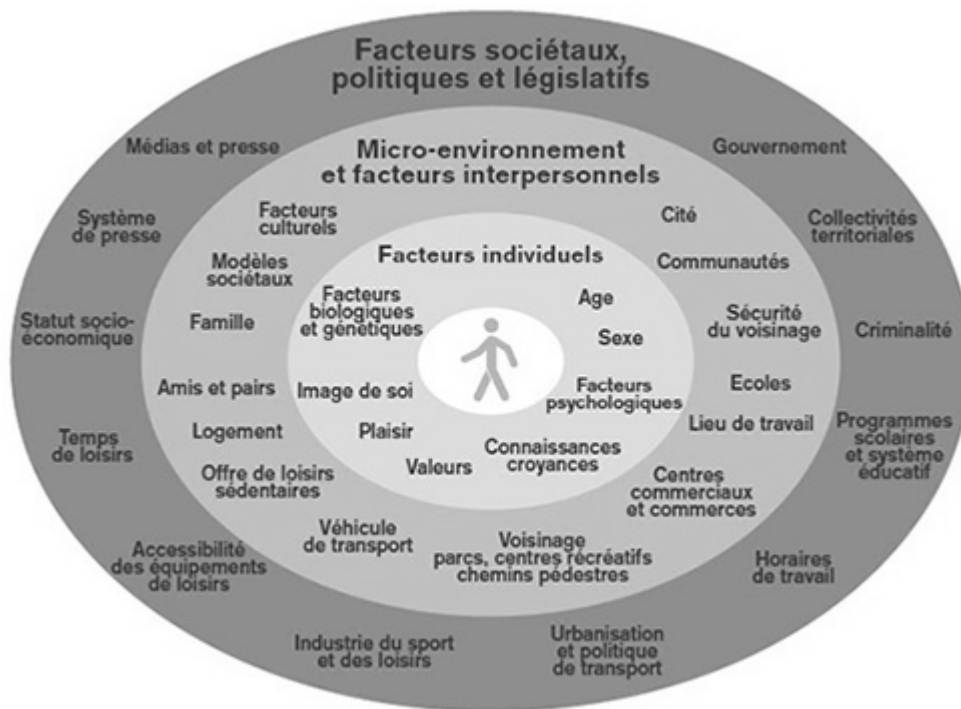 Facteurs sociétaux,
politiques et législatifs
Médias et presse
Gouvernement
Système
de presse
Collectivités
territoriales
Statut socio-
économique
Criminalité
Temps
de loisirs
Programmes
scolaires
et système
éducatif
Accessibilité
des équipements
de loisirs
Horaires
de travail
Industrie du sport
et des loisirs
Urbanisation
et politique
de transport
Micro-environnement
et facteurs interpersonnels
Facteurs
culturels
Cité
Modèles
sociétaux
Communautés
Famille
Sécurité
du voisinage
Amis et pairs
Ecoles
Logement
Lieu de travail
Offre de loisirs
sédentaires
Centres
commerciaux
et commerces
Véhicule
de transport
Voisinage
parcs, centres récréatifs
chemins pédestres
Facteurs individuels
Facteurs
biologiques
et génétiques
Age
Sexe
Image de soi
Facteurs
psychologiques
Plaisir
Valeurs
Connaissances
croyances